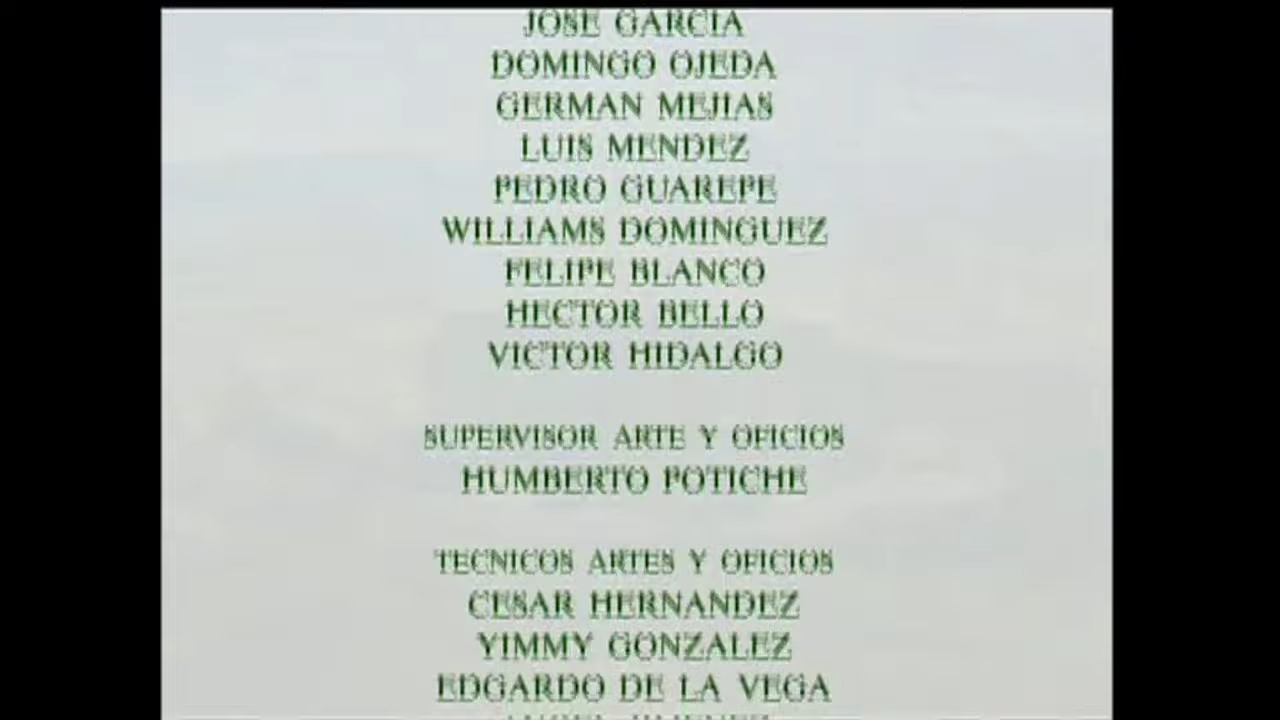 JOSE GARCIA
DOMINGO OJEDA
GERMAN MEJIAS
LUIS MENDEZ
PEDRO GUAREPE
WILLIAMS DOMINGUEZ
FELIPE BLANCO
HECTOR BELLO
VICTOR HIDALGO
SUPERVISOR ARTE Y OFICIOS
HUMBERTO POTICHE
TECNICOS ARTES Y OFICIOS
CESAR HERNANDEZ
YIMMY GONZALEZ
EDGARDO DE LA VEGA